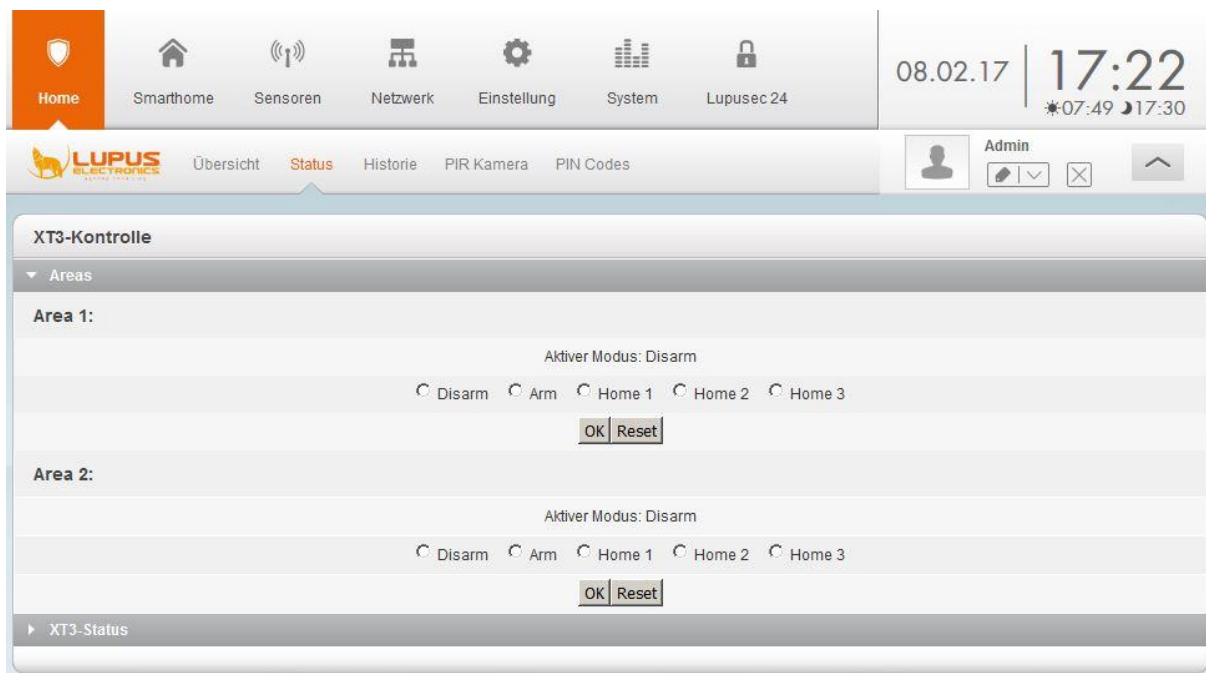 Home Smarthome Sensoren Netzwerk Einstellung System Lupusec 24
08.02.17
17:22
07:49 17:30
LUPUS
ELECTRONICS
Übersicht Status Historie PIR Kamera PIN Codes
Admin
XT3-Kontrolle
Areas
Area 1:
Aktiver Modus: Disarm
Disarm Arm Home 1 Home 2 Home 3
OK Reset
Area 2:
Aktiver Modus: Disarm
Disarm Arm Home 1 Home 2 Home 3
OK Reset
XT3-Status